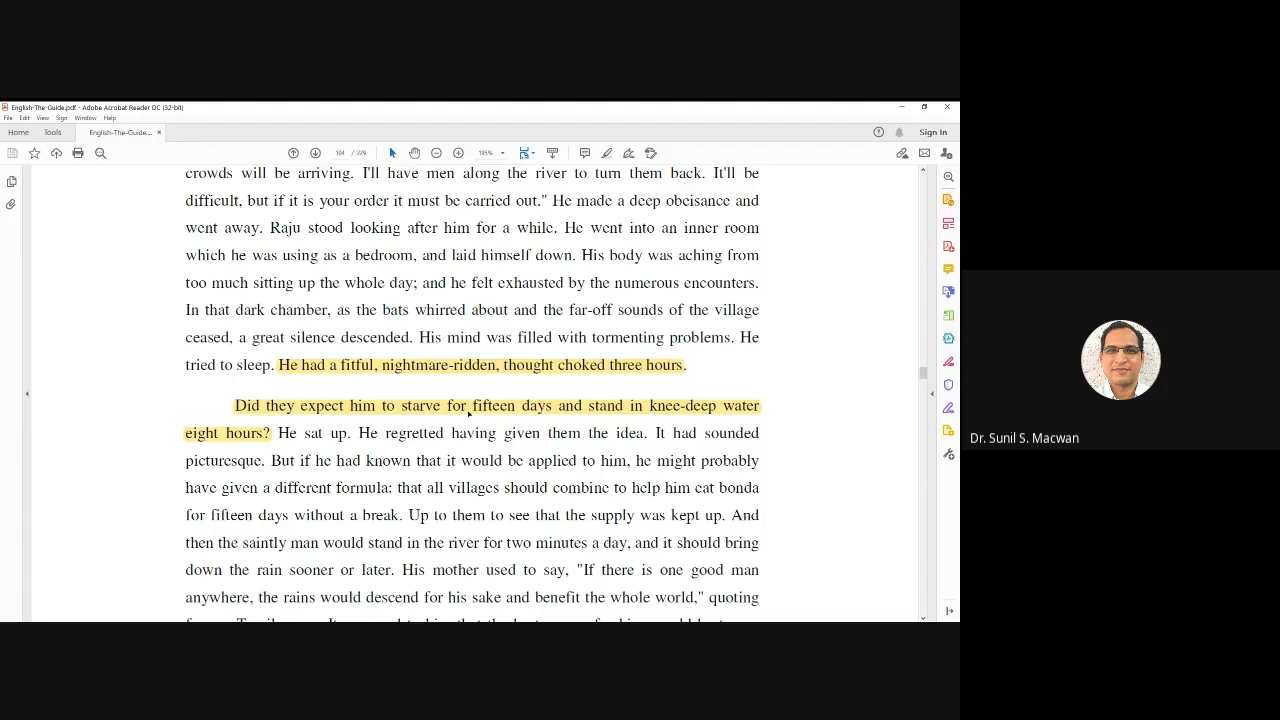 English-The-Guide.pdf - Adobe Acrobat Reader DC (32-bit)
File Edit View Sign Window Help
Home Tools English-The-Guide.... × Sign In
104 / 229 195%
crowds will be arriving. I'll have men along the river to turn them back. It'll be
difficult, but if it is your order it must be carried out." He made a deep obeisance and
went away. Raju stood looking after him for a while. He went into an inner room
which he was using as a bedroom, and laid himself down. His body was aching from
too much sitting up the whole day; and he felt exhausted by the numerous encounters.
In that dark chamber, as the bats whirred about and the far-off sounds of the village
ceased, a great silence descended. His mind was filled with tormenting problems. He
tried to sleep. He had a fitful, nightmare-ridden, thought choked three hours.
Did they expect him to starve for fifteen days and stand in knee-deep water
eight hours? He sat up. He regretted having given them the idea. It had sounded
picturesque. But if he had known that it would be applied to him, he might probably
have given a different formula: that all villages should combine to help him eat bonda
for fifteen days without a break. Up to them to see that the supply was kept up. And
then the saintly man would stand in the river for two minutes a day, and it should bring
down the rain sooner or later. His mother used to say, "If there is one good man
anywhere, the rains would descend for his sake and benefit the whole world," quoting
Dr. Sunil S. Macwan